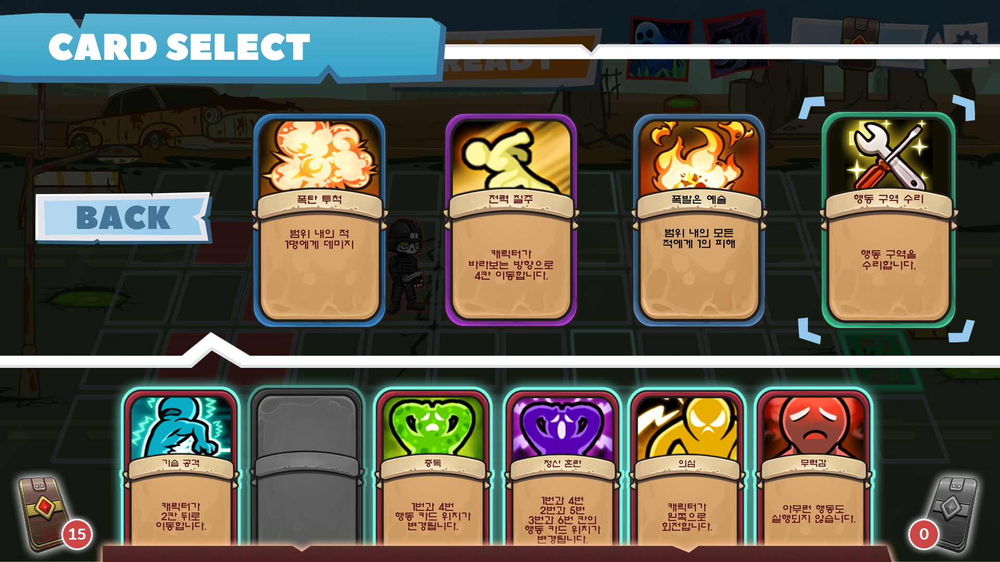 CARD SELECT
READY
BACK
폭탄 투척
범위 내의 적
1명에게 데미지
전력 질주
캐릭터가
바라보는 방향으로
4칸 이동합니다.
폭발은 예술
범위 내의 모든
적에게 1의 피해
행동 구역 수리
행동 구역을
수리합니다.
기습 공격
캐릭터가
2칸 뒤로
이동합니다.
중독
1번과 4번
행동 카드 위치가
변경됩니다.
정신 혼란
1번과 4번
2번과 5번
3번과 6번 칸의
행동 카드 위치가
변경됩니다.
의심
캐릭터가
왼쪽으로
회전합니다.
무력감
아무런 행동도
실행되지 않습니다.
15
0